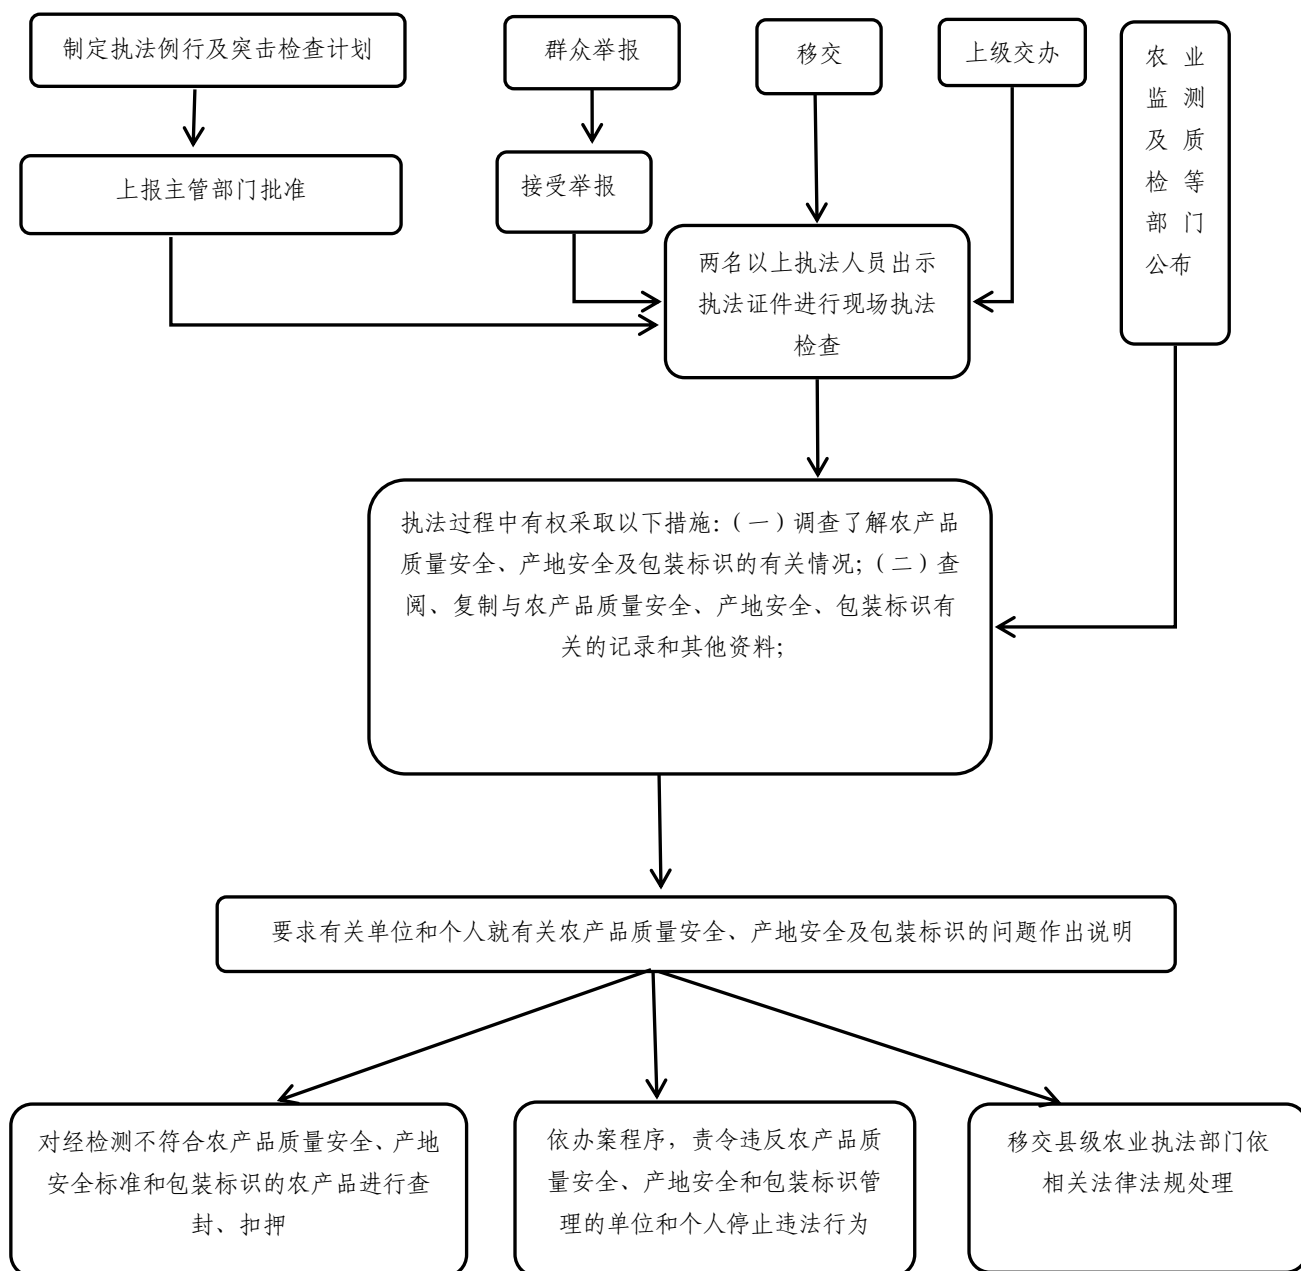 制定执法例行及突击检查计划
群众举报
移交
上级交办
农业
监测
及质
检等
部门
公布
上报主管部门批准
接受举报
两名以上执法人员出示
执法证件进行现场执法
检查
执法过程中有权采取以下措施:(一)调查了解农产品
质量安全、产地安全及包装标识的有关情况;(二)查
阅、复制与农产品质量安全、产地安全、包装标识有
关的记录和其他资料;
要求有关单位和个人就有关农产品质量安全、产地安全及包装标识的问题作出说明
对经检测不符合农产品质量安全、产地
安全标准和包装标识的农产品进行查
封、扣押
依办案程序，责令违反农产品质
量安全、产地安全和包装标识管
理的单位和个人停止违法行为
移交县级农业执法部门依
相关法律法规处理